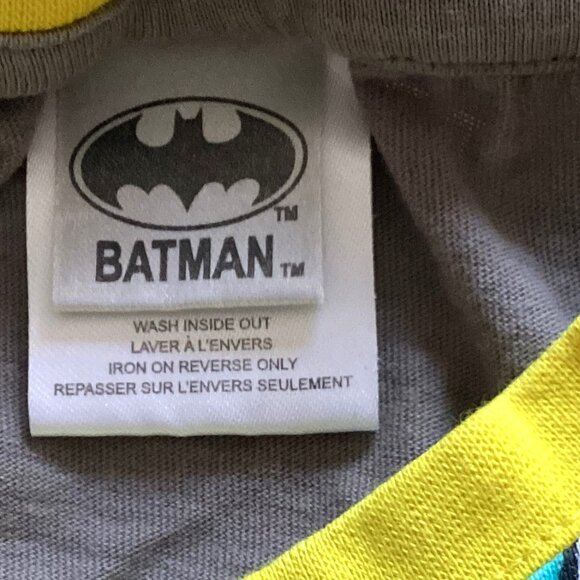 TM
BATMAN TM
WASH INSIDE OUT
LAVER À L'ENVERS
IRON ON REVERSE ONLY
REPASSER SUR L'ENVERS SEULEMENT